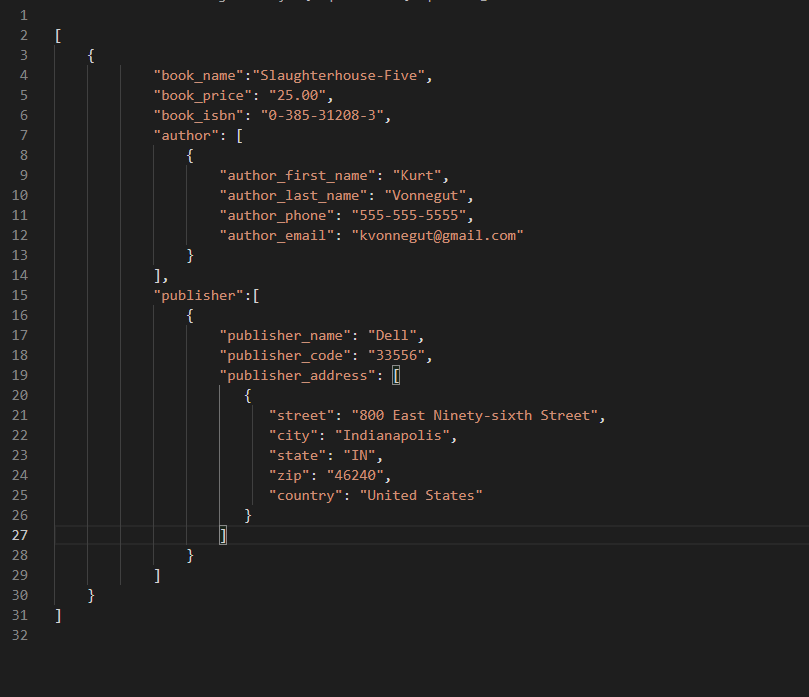 1
2 [
3 {
4 "book_name":"Slaughterhouse-Five",
5 "book_price": "25.00",
6 "book_isbn": "0-385-31208-3",
7 "author": [
8 {
9 "author_first_name": "Kurt",
10 "author_last_name": "Vonnegut",
11 "author_phone": "555-555-5555",
12 "author_email": "kvonnegut@gmail.com"
13 }
14 ],
15 "publisher":[
16 {
17 "publisher_name": "Dell",
18 "publisher_code": "33556",
19 "publisher_address": [
20 {
21 "street": "800 East Ninety-sixth Street",
22 "city": "Indianapolis",
23 "state": "IN",
24 "zip": "46240",
25 "country": "United States"
26 }
27 ]
28 }
29 ]
30 }
31 ]
32